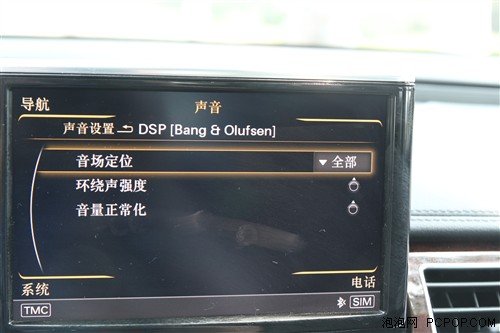 导航 声音
声音设置 DSP [Bang & Olufsen]
音场定位 ▼ 全部
环绕声强度
音量正常化
系统 电话
TMC SIM
泡泡网 PCPOP.COM